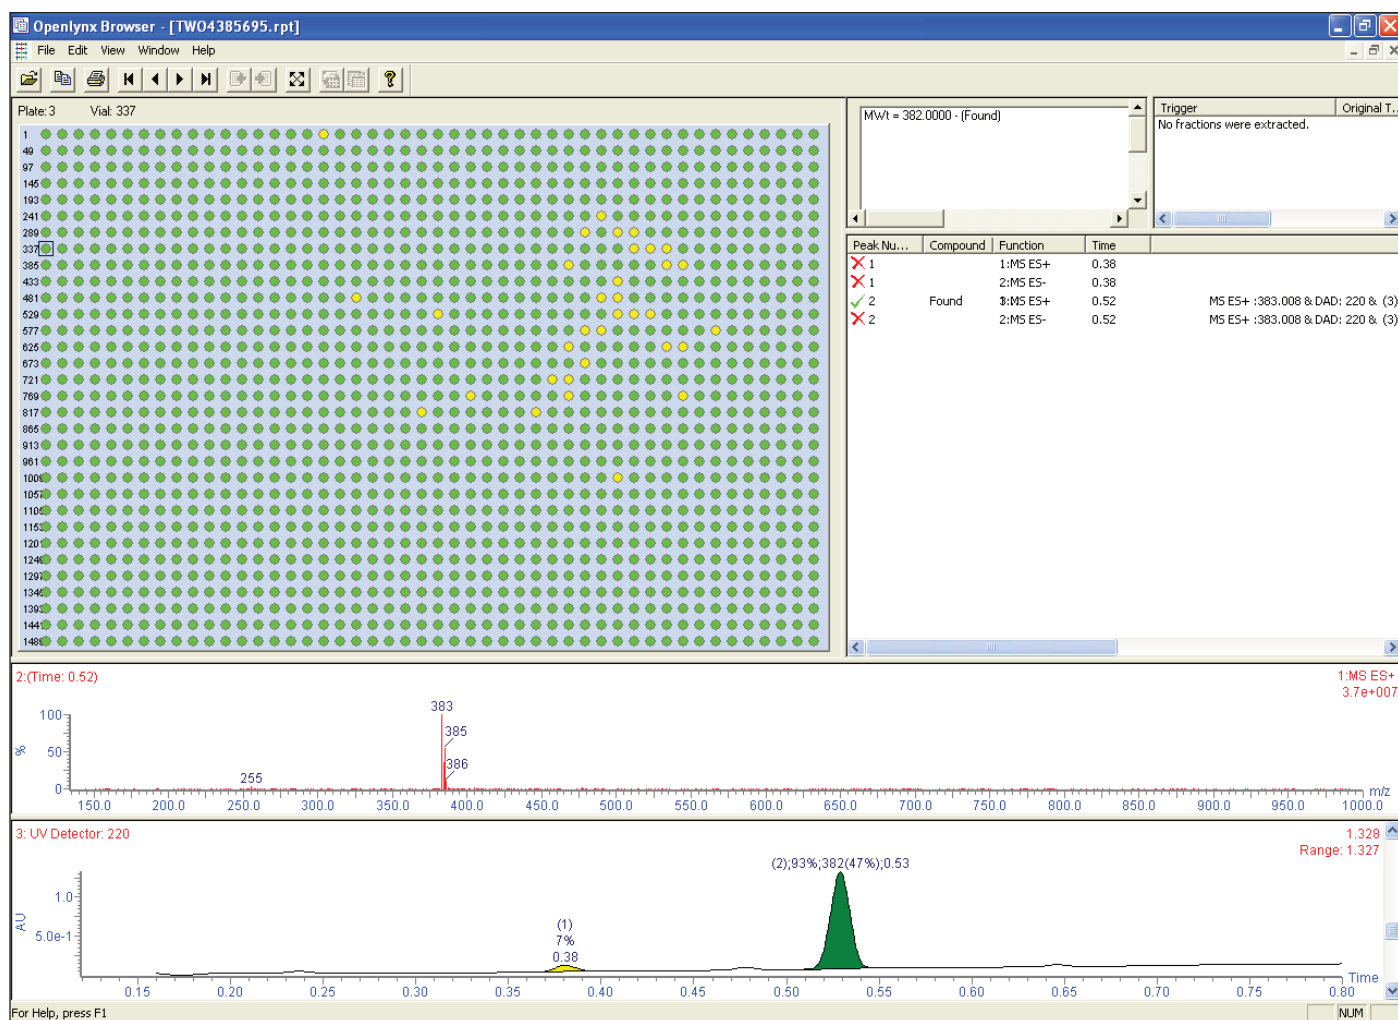 Openlynx Browser - [TWO4385695.rpt]
File Edit View Window Help
Plate: 3 Vial: 337
1
49
97
145
193
241
289
337
385
433
481
529
577
625
673
721
769
817
865
913
961
1009
1057
1105
1153
1201
1249
1297
1345
1393
1441
1489
MWt = 382.0000 - (Found)
Trigger Original T...
No fractions were extracted.
Peak Nu... Compound Function Time
1 1:MS ES+ 0.38
1 2:MS ES- 0.38
2 Found 1:MS ES+ 0.52 MS ES+ :383.008 & DAD: 220 & (3)
2 2:MS ES- 0.52 MS ES+ :383.008 & DAD: 220 & (3)
2:(Time: 0.52) 1:MS ES+
3.7e+007
383
385
386
255
100
%
50
0
150.0 200.0 250.0 300.0 350.0 400.0 450.0 500.0 550.0 600.0 650.0 700.0 750.0 800.0 850.0 900.0 950.0 1000.0 m/z
3: UV Detector: 220 1.328
Range: 1.327
(2);93%;382(47%);0.53
(1)
7%
0.38
AU
1.0
5.0e-1
Time
0.15 0.20 0.25 0.30 0.35 0.40 0.45 0.50 0.55 0.60 0.65 0.70 0.75 0.80
For Help, press F1 NUM